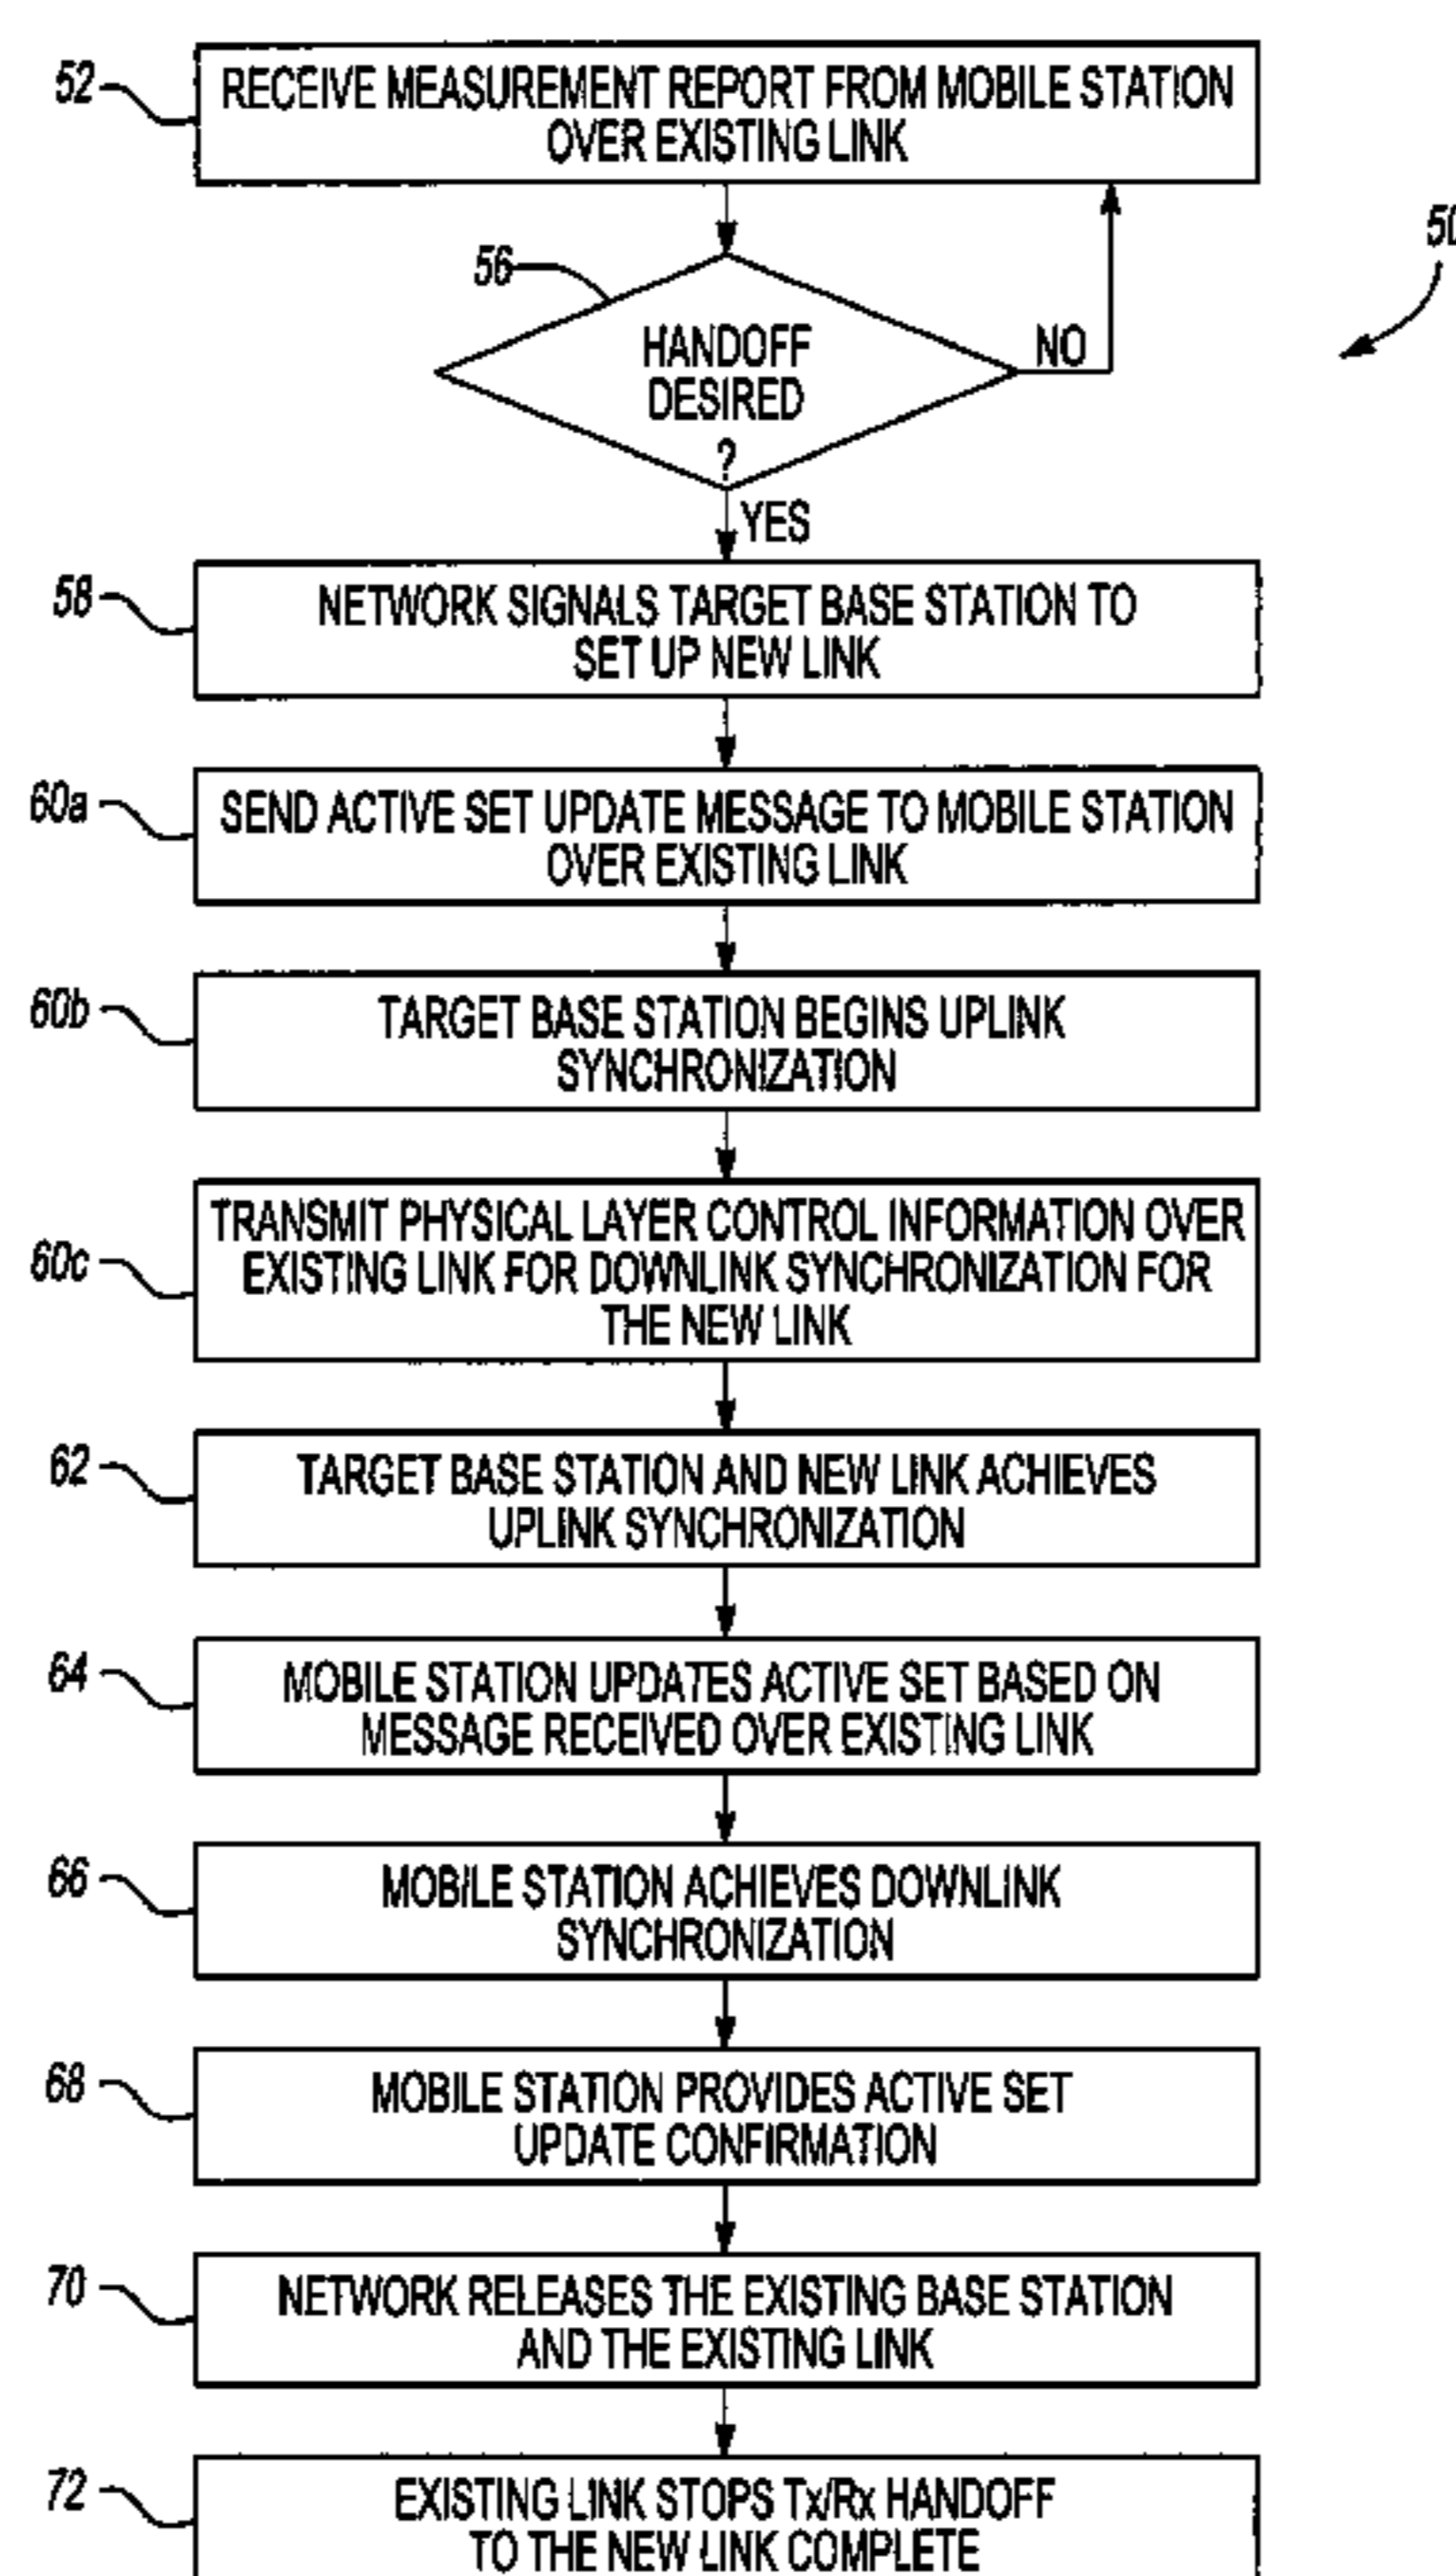 52
RECEIVE MEASUREMENT REPORT FROM MOBILE STATION
OVER EXISTING LINK
56
HANDOFF
DESIRED
?
NO
YES
58
NETWORK SIGNALS TARGET BASE STATION TO
SET UP NEW LINK
60a
SEND ACTIVE SET UPDATE MESSAGE TO MOBILE STATION
OVER EXISTING LINK
60b
TARGET BASE STATION BEGINS UPLINK
SYNCHRONIZATION
60c
TRANSMIT PHYSICAL LAYER CONTROL INFORMATION OVER
EXISTING LINK FOR DOWNLINK SYNCHRONIZATION FOR
THE NEW LINK
62
TARGET BASE STATION AND NEW LINK ACHIEVES
UPLINK SYNCHRONIZATION
64
MOBILE STATION UPDATES ACTIVE SET BASED ON
MESSAGE RECEIVED OVER EXISTING LINK
66
MOBILE STATION ACHIEVES DOWNLINK
SYNCHRONIZATION
68
MOBILE STATION PROVIDES ACTIVE SET
UPDATE CONFIRMATION
70
NETWORK RELEASES THE EXISTING BASE STATION
AND THE EXISTING LINK
72
EXISTING LINK STOPS Tx/Rx HANDOFF
TO THE NEW LINK COMPLETE